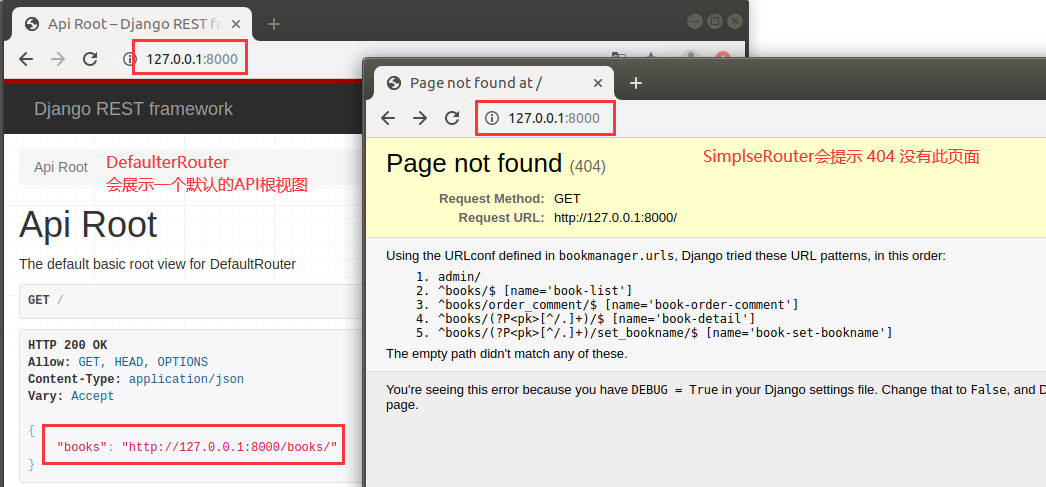 Api Root – Django REST fr
127.0.0.1:8000
Django REST framework
Api Root
DefaulterRouter
会展示一个默认的API根视图
Api Root
The default basic root view for DefaultRouter
GET /
HTTP 200 OK
Allow: GET, HEAD, OPTIONS
Content-Type: application/json
Vary: Accept
{
"books": "http://127.0.0.1:8000/books/"
}
Page not found at /
127.0.0.1:8000
Page not found (404)
SimplseRouter会提示 404 没有此页面
Request Method: GET
Request URL: http://127.0.0.1:8000/
Using the URLconf defined in bookmanager.urls, Django tried these URL patterns, in this order:
1. admin/
2. ^books/$ [name='book-list']
3. ^books/order_comment/$ [name='book-order-comment']
4. ^books/(?P<pk>[^/.]+)/$ [name='book-detail']
5. ^books/(?P<pk>[^/.]+)/set_bookname/$ [name='book-set-bookname']
The empty path didn't match any of these.
You're seeing this error because you have DEBUG = True in your Django settings file. Change that to False, and D
page.